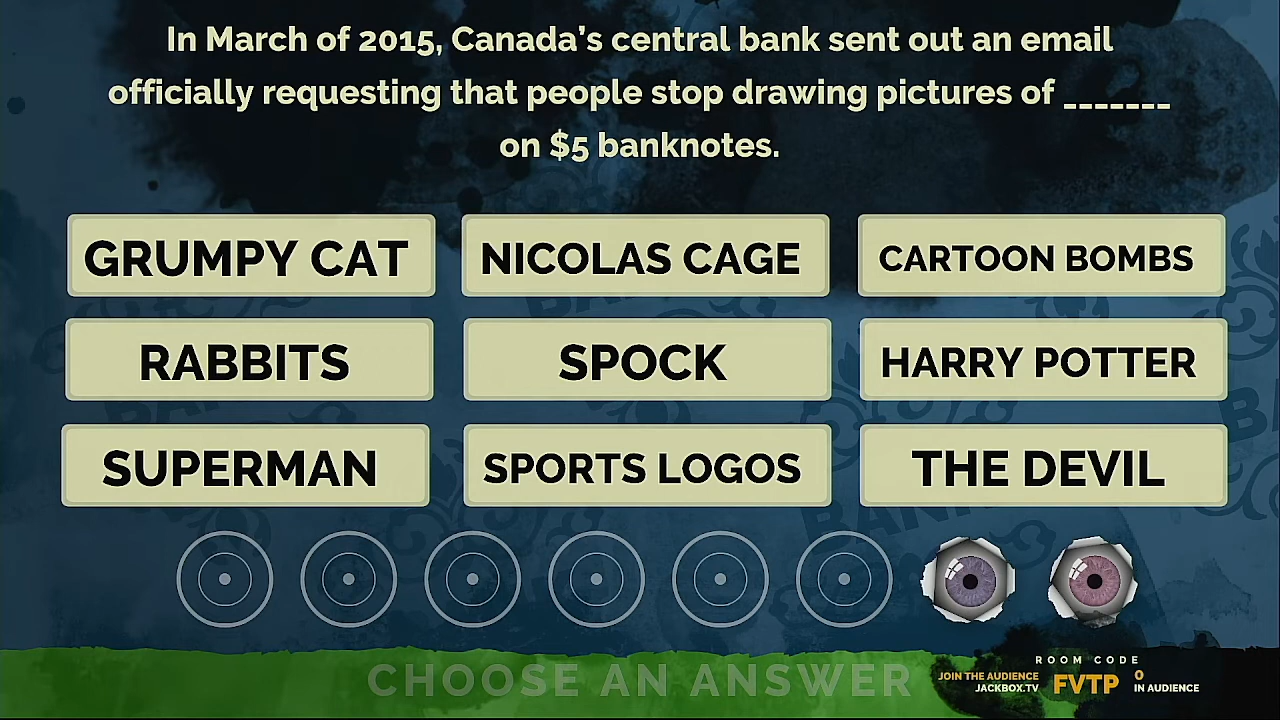 In March of 2015, Canada's central bank sent out an email
officially requesting that people stop drawing pictures of _______
on $5 banknotes.
GRUMPY CAT
NICOLAS CAGE
CARTOON BOMBS
RABBITS
SPOCK
HARRY POTTER
SUPERMAN
SPORTS LOGOS
THE DEVIL
CHOOSE AN ANSWER
ROOM CODE
JOIN THE AUDIENCE
JACKBOX.TV
FVTP
0
IN AUDIENCE